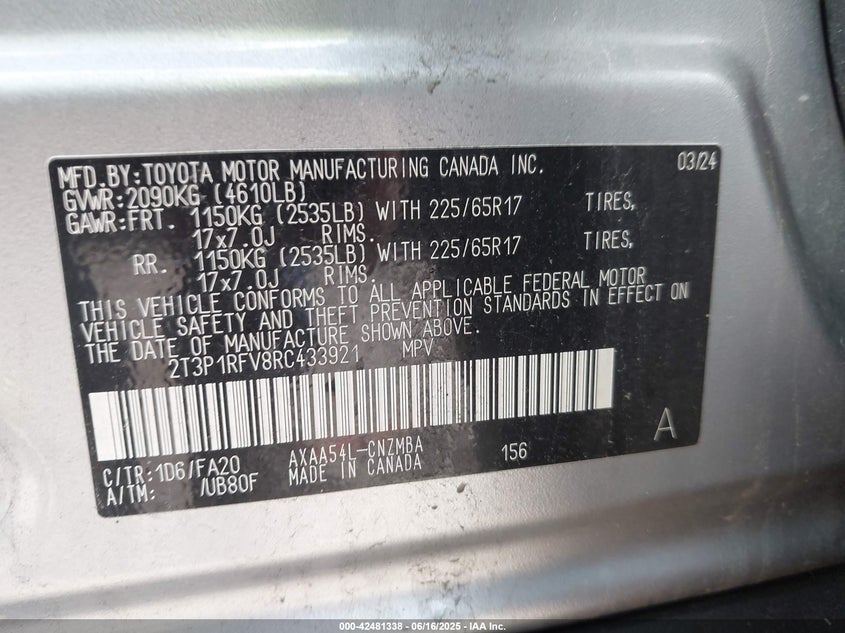 MFD.BY:TOYOTA MOTOR MANUFACTURING CANADA INC. 03/24
GVWR:2090KG (4610LB)
GAWR:FRT. 1150KG (2535LB) WITH 225/65R17 TIRES,
17x7.0J RIMS.
RR. 1150KG (2535LB) WITH 225/65R17 TIRES,
17x7.0J RIMS.
THIS VEHICLE CONFORMS TO ALL APPLICABLE FEDERAL MOTOR
VEHICLE SAFETY AND THEFT PREVENTION STANDARDS IN EFFECT ON
THE DATE OF MANUFACTURE SHOWN ABOVE.
2T3P1RFV8RC433921 MPV
A
C/TR:1D6/FA20 AXAA54L-CNZMBA 156
A/TM: /UB80F MADE IN CANADA
000-42481338 - 06/16/2025 - IAA Inc.